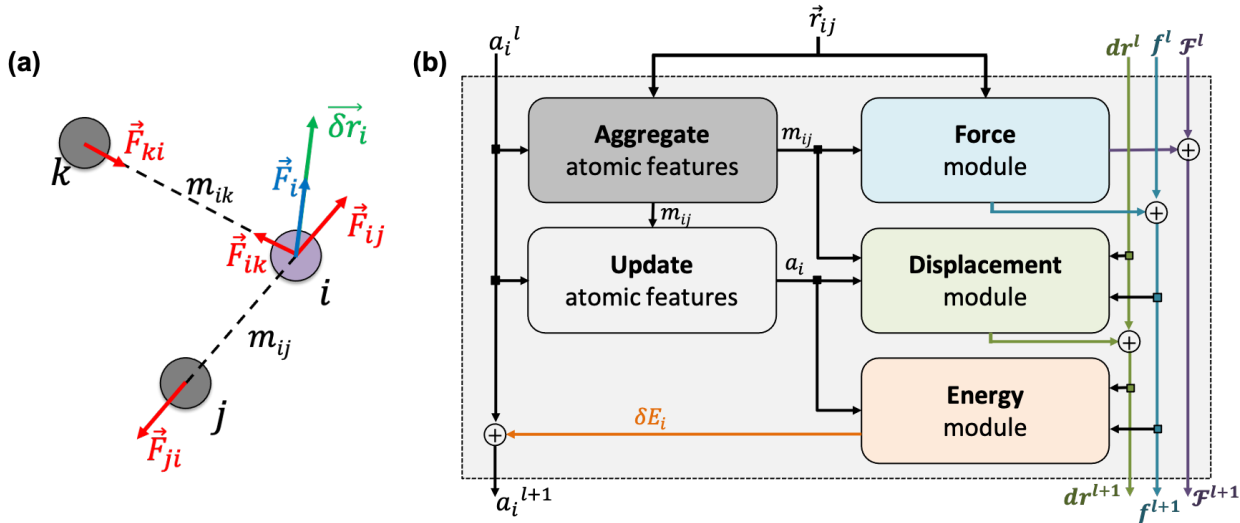 (a)
k
F⃗ki
mik
δri→
F⃗i
F⃗ij
F⃗ik
i
mij
j
F⃗ji
(b)
ai^l
r⃗ij
dr^l f^l ℱ^l
Aggregate
atomic features
mij
Force
module
mij
Update
atomic features
ai
Displacement
module
Energy
module
δEi
ai^l+1
dr^l+1
f^l+1
ℱ^l+1